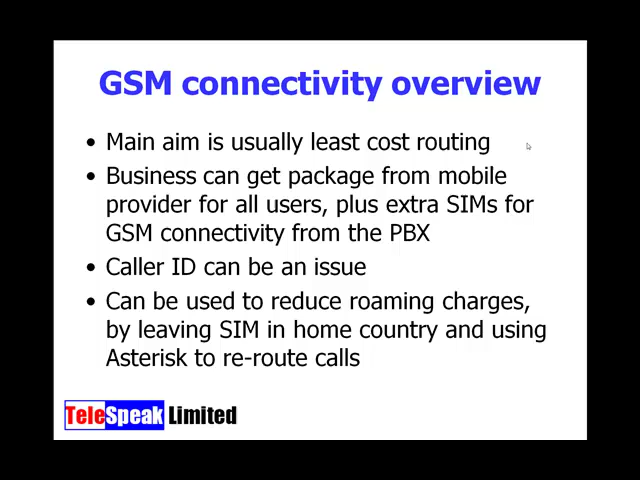 GSM connectivity overview
• Main aim is usually least cost routing
• Business can get package from mobile
provider for all users, plus extra SIMs for
GSM connectivity from the PBX
• Caller ID can be an issue
• Can be used to reduce roaming charges,
by leaving SIM in home country and using
Asterisk to re-route calls
TeleSpeak Limited